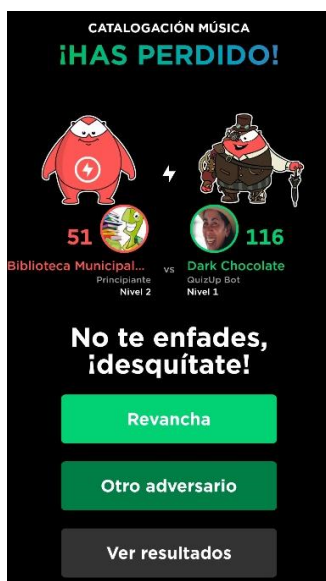 CATALOGACIÓN MÚSICA
¡HAS PERDIDO!
51
116
Biblioteca Municipal...
vs
Dark Chocolate
Principiante
QuizUp Bot
Nivel 2
Nivel 1
No te enfades,
¡desquítate!
Revancha
Otro adversario
Ver resultados